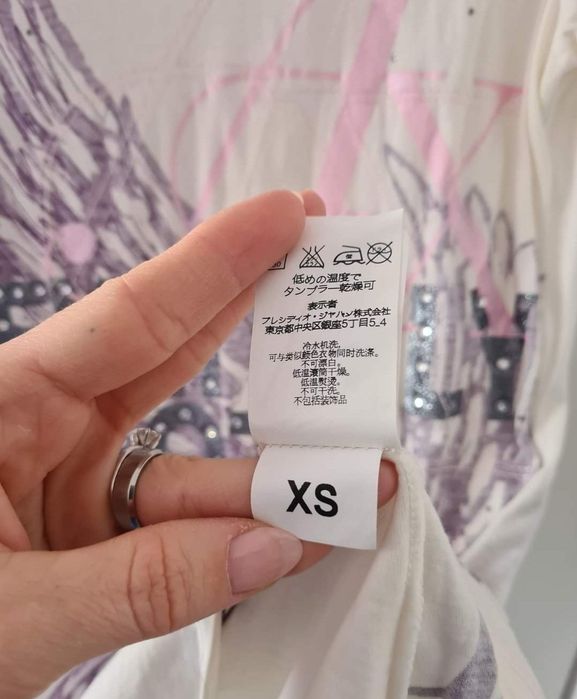 低めの温度で
タンブラー乾燥可
表示者
プレシディオ・ジャパン株式会社
東京都中央区銀座5丁目5_4
冷水机洗。
可与类似颜色衣物同时洗涤。
不可漂白。
低温滚筒干燥。
低温熨烫。
不可干洗。
不包括装饰品
XS